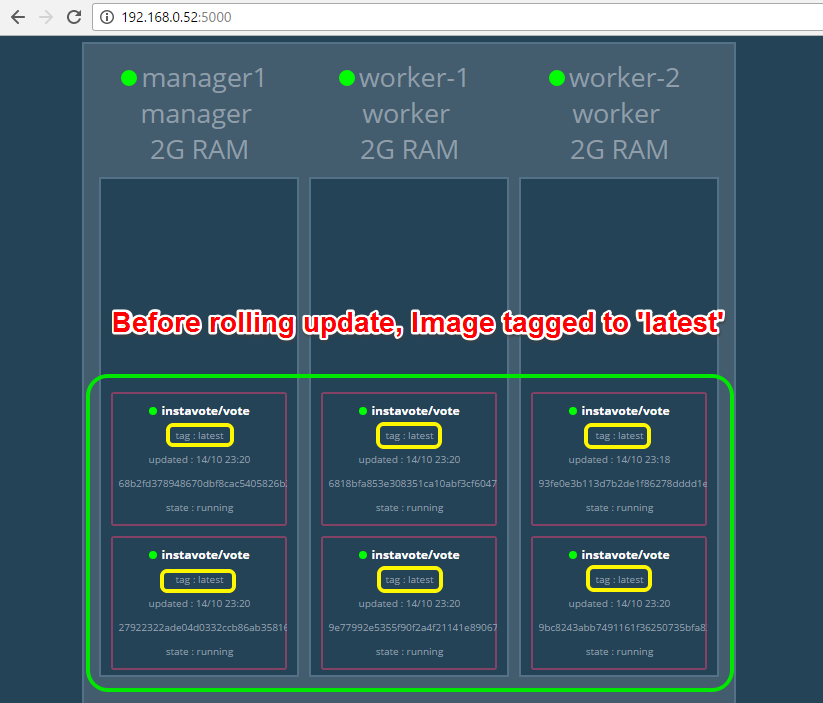 192.168.0.52:5000
manager1
manager
2G RAM
worker-1
worker
2G RAM
worker-2
worker
2G RAM
Before rolling update, Image tagged to 'latest'
instavote/vote
tag : latest
updated : 14/10 23:20
68b2fd378948670dbf8cac5405826b
state : running
instavote/vote
tag : latest
updated : 14/10 23:20
6818bfa853e308351ca10abf3cf6047
state : running
instavote/vote
tag : latest
updated : 14/10 23:18
93fe0e3b113d7b2de1f86278dddd1e
state : running
instavote/vote
tag : latest
updated : 14/10 23:20
27922322ade04d0332ccb86ab35816
state : running
instavote/vote
tag : latest
updated : 14/10 23:20
9e77992e5355f90f2a4f21141e89067
state : running
instavote/vote
tag : latest
updated : 14/10 23:20
9bc8243abb7491161f36250735bfa8
state : running